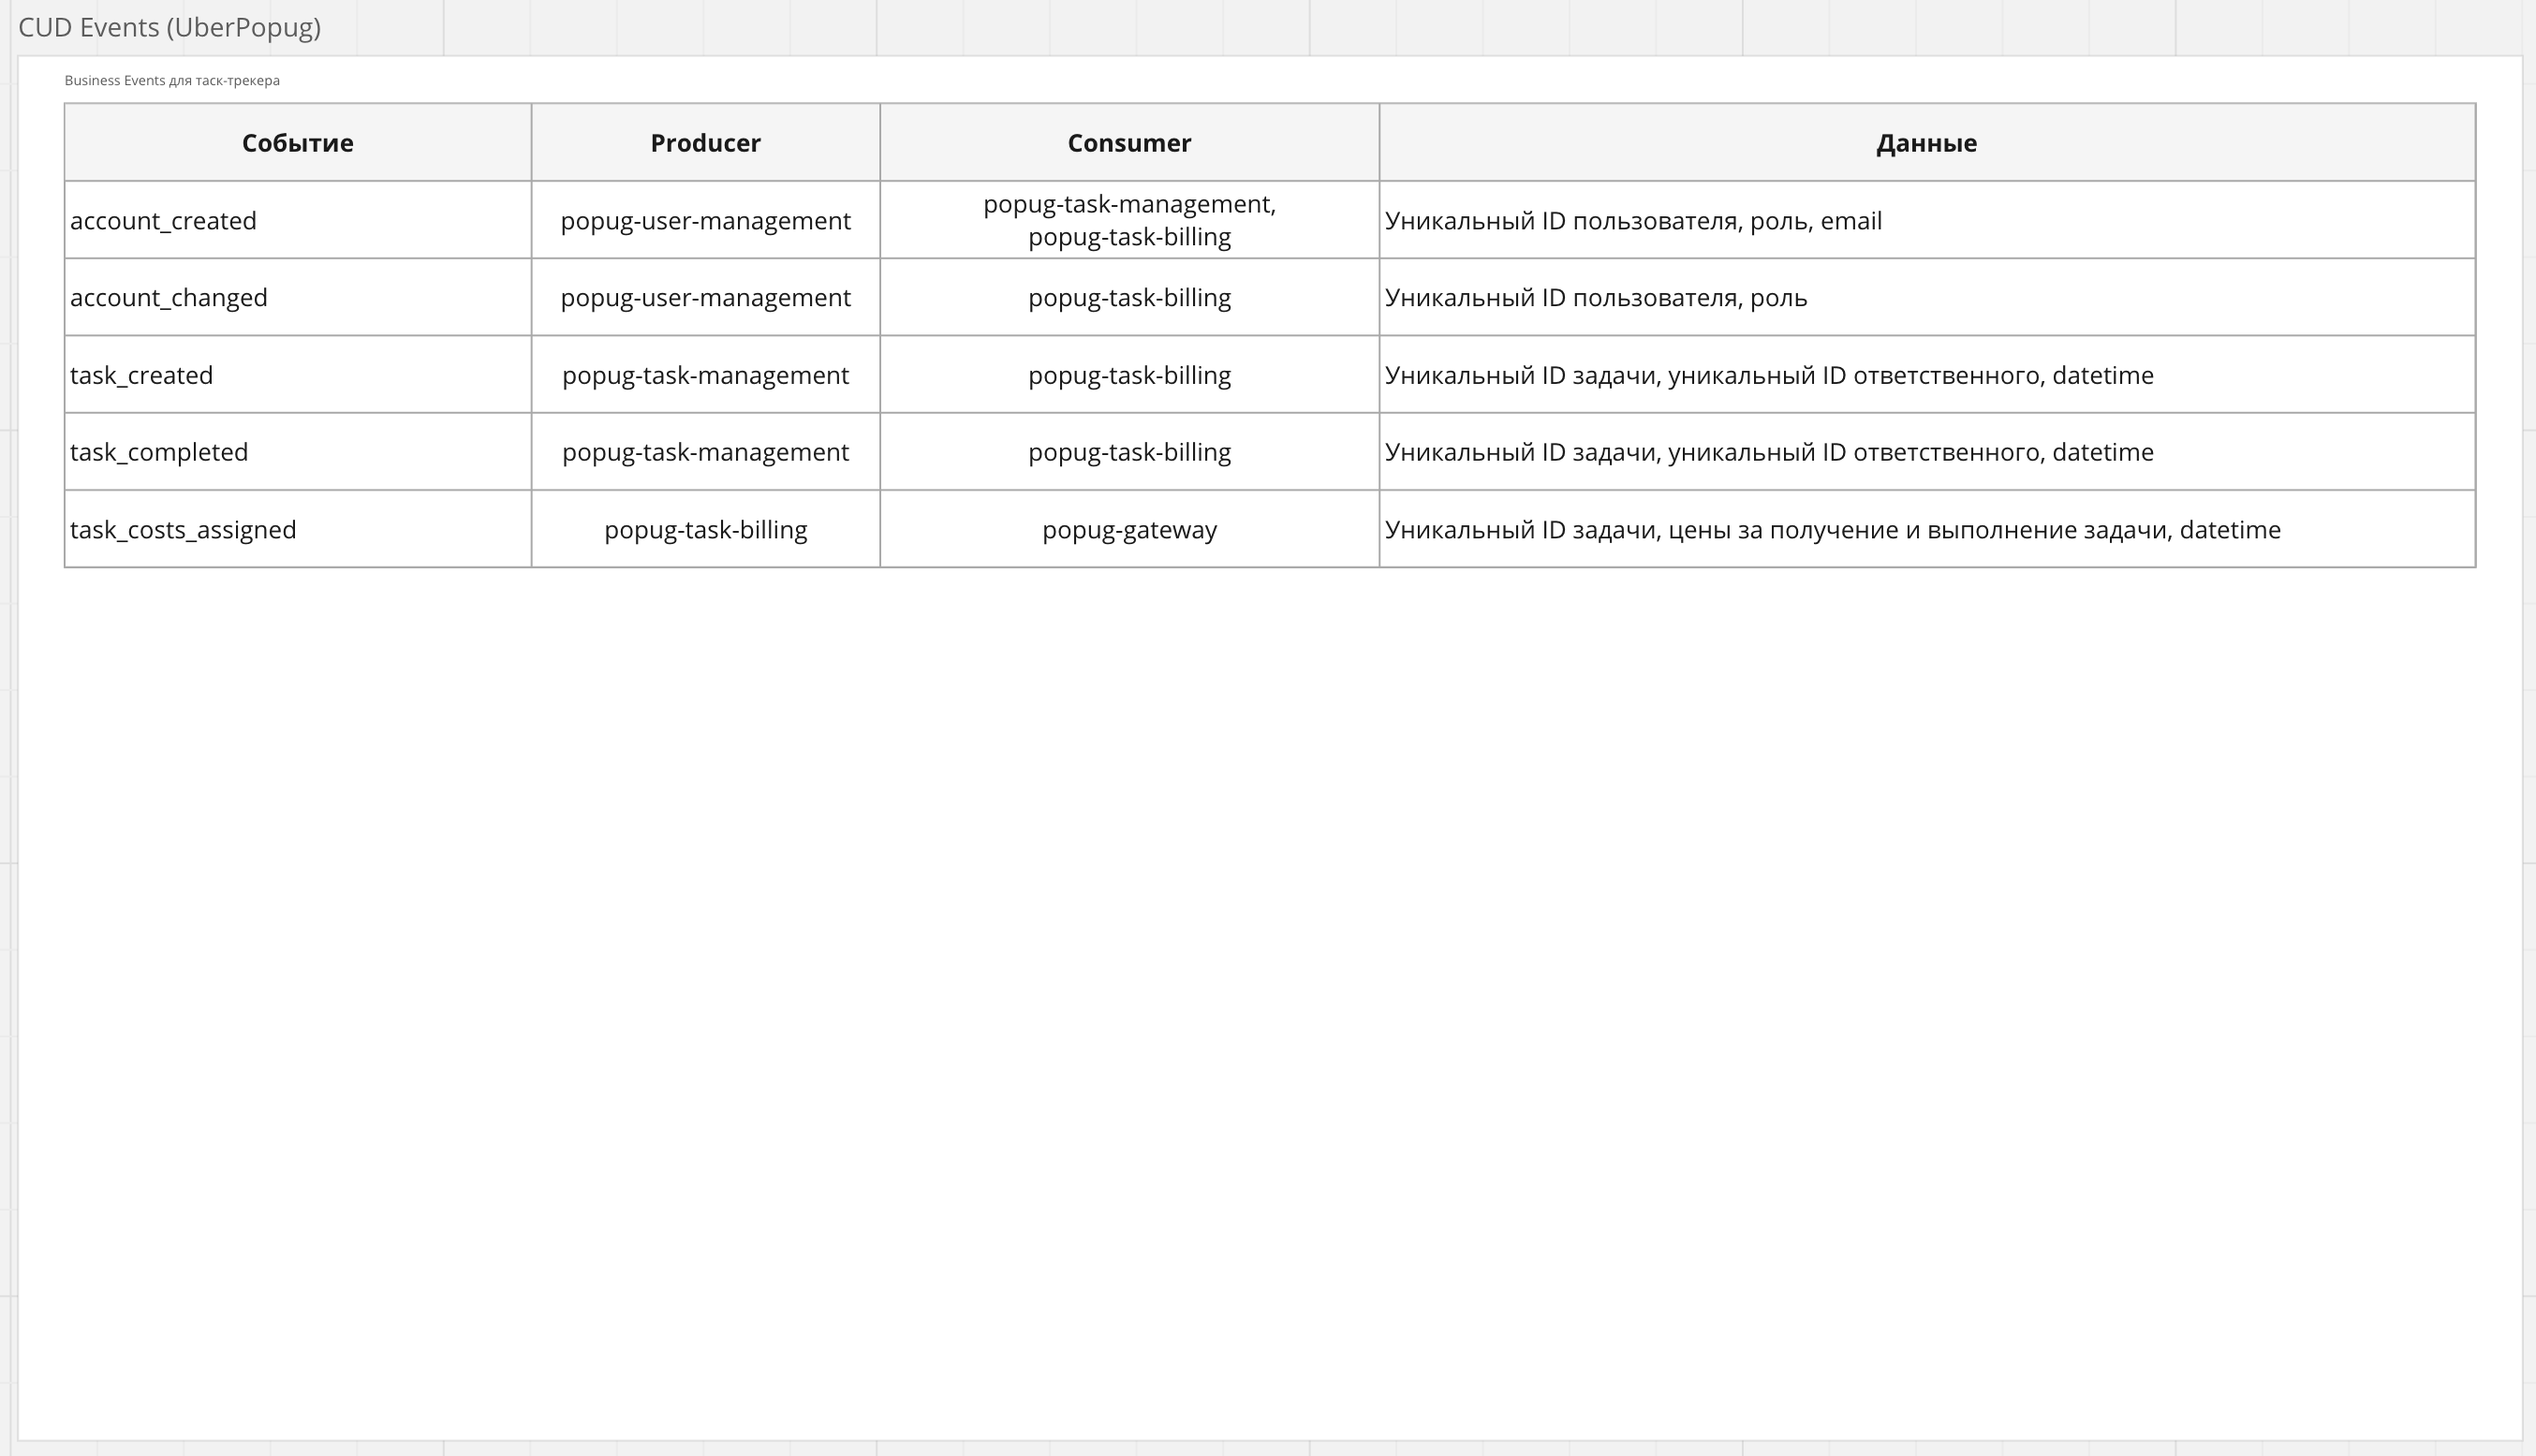 CUD Events (UberPopug)
Business Events для таск-трекера
Событие Producer Consumer Данные
account_created popug-user-management popug-task-management, Уникальный ID пользователя, роль, email
popug-task-billing
account_changed popug-user-management popug-task-billing Уникальный ID пользователя, роль
task_created popug-task-management popug-task-billing Уникальный ID задачи, уникальный ID ответственного, datetime
task_completed popug-task-management popug-task-billing Уникальный ID задачи, уникальный ID ответственного, datetime
task_costs_assigned popug-task-billing popug-gateway Уникальный ID задачи, цены за получение и выполнение задачи, datetime